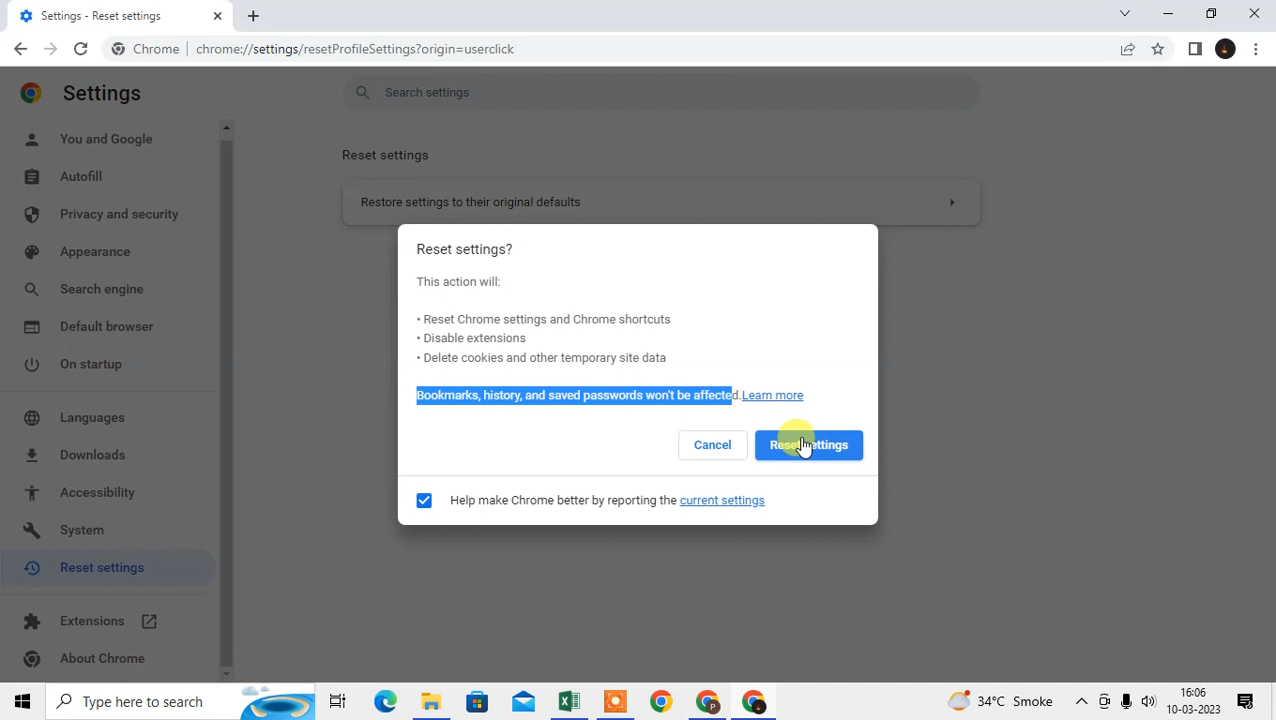 Settings - Reset settings
Chrome
chrome://settings/resetProfileSettings?origin=userclick
Settings
Search settings
You and Google
Autofill
Privacy and security
Appearance
Search engine
Default browser
On startup
Languages
Downloads
Accessibility
System
Reset settings
Extensions
About Chrome
Reset settings
Restore settings to their original defaults
Reset settings?
This action will:
• Reset Chrome settings and Chrome shortcuts
• Disable extensions
• Delete cookies and other temporary site data
Bookmarks, history, and saved passwords won't be affected. Learn more
Cancel
Reset settings
Help make Chrome better by reporting the current settings
Type here to search
34°C Smoke
16:06
10-03-2023